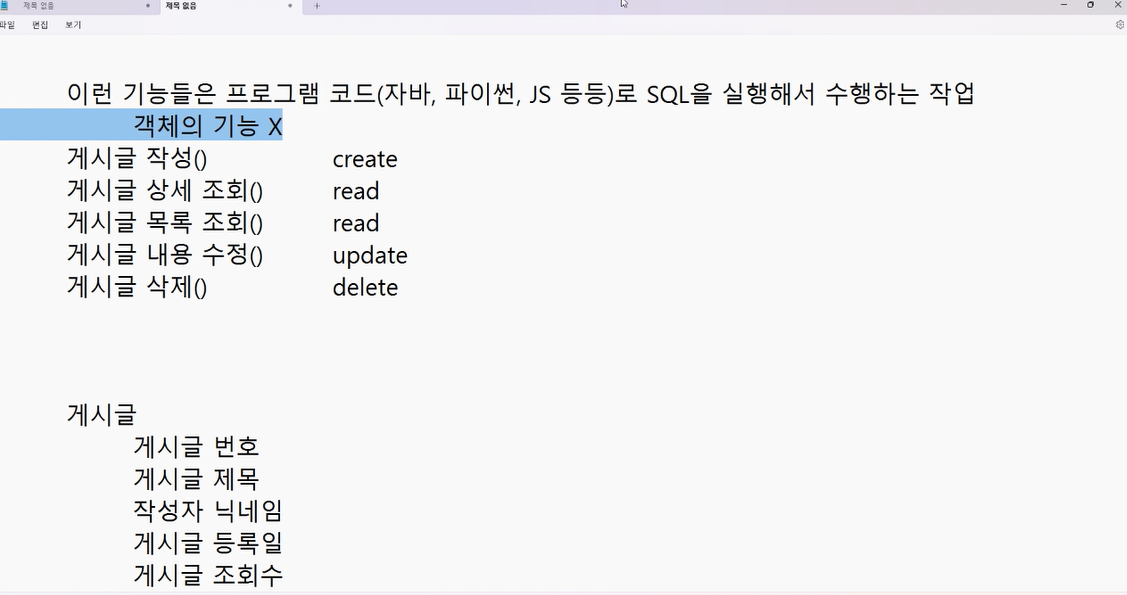 제목 없음 제목 없음
파일 편집 보기
이런 기능들은 프로그램 코드(자바, 파이썬, JS 등등)로 SQL을 실행해서 수행하는 작업
객체의 기능 X
게시글 작성() create
게시글 상세 조회() read
게시글 목록 조회() read
게시글 내용 수정() update
게시글 삭제() delete
게시글
게시글 번호
게시글 제목
작성자 닉네임
게시글 등록일
게시글 조회수